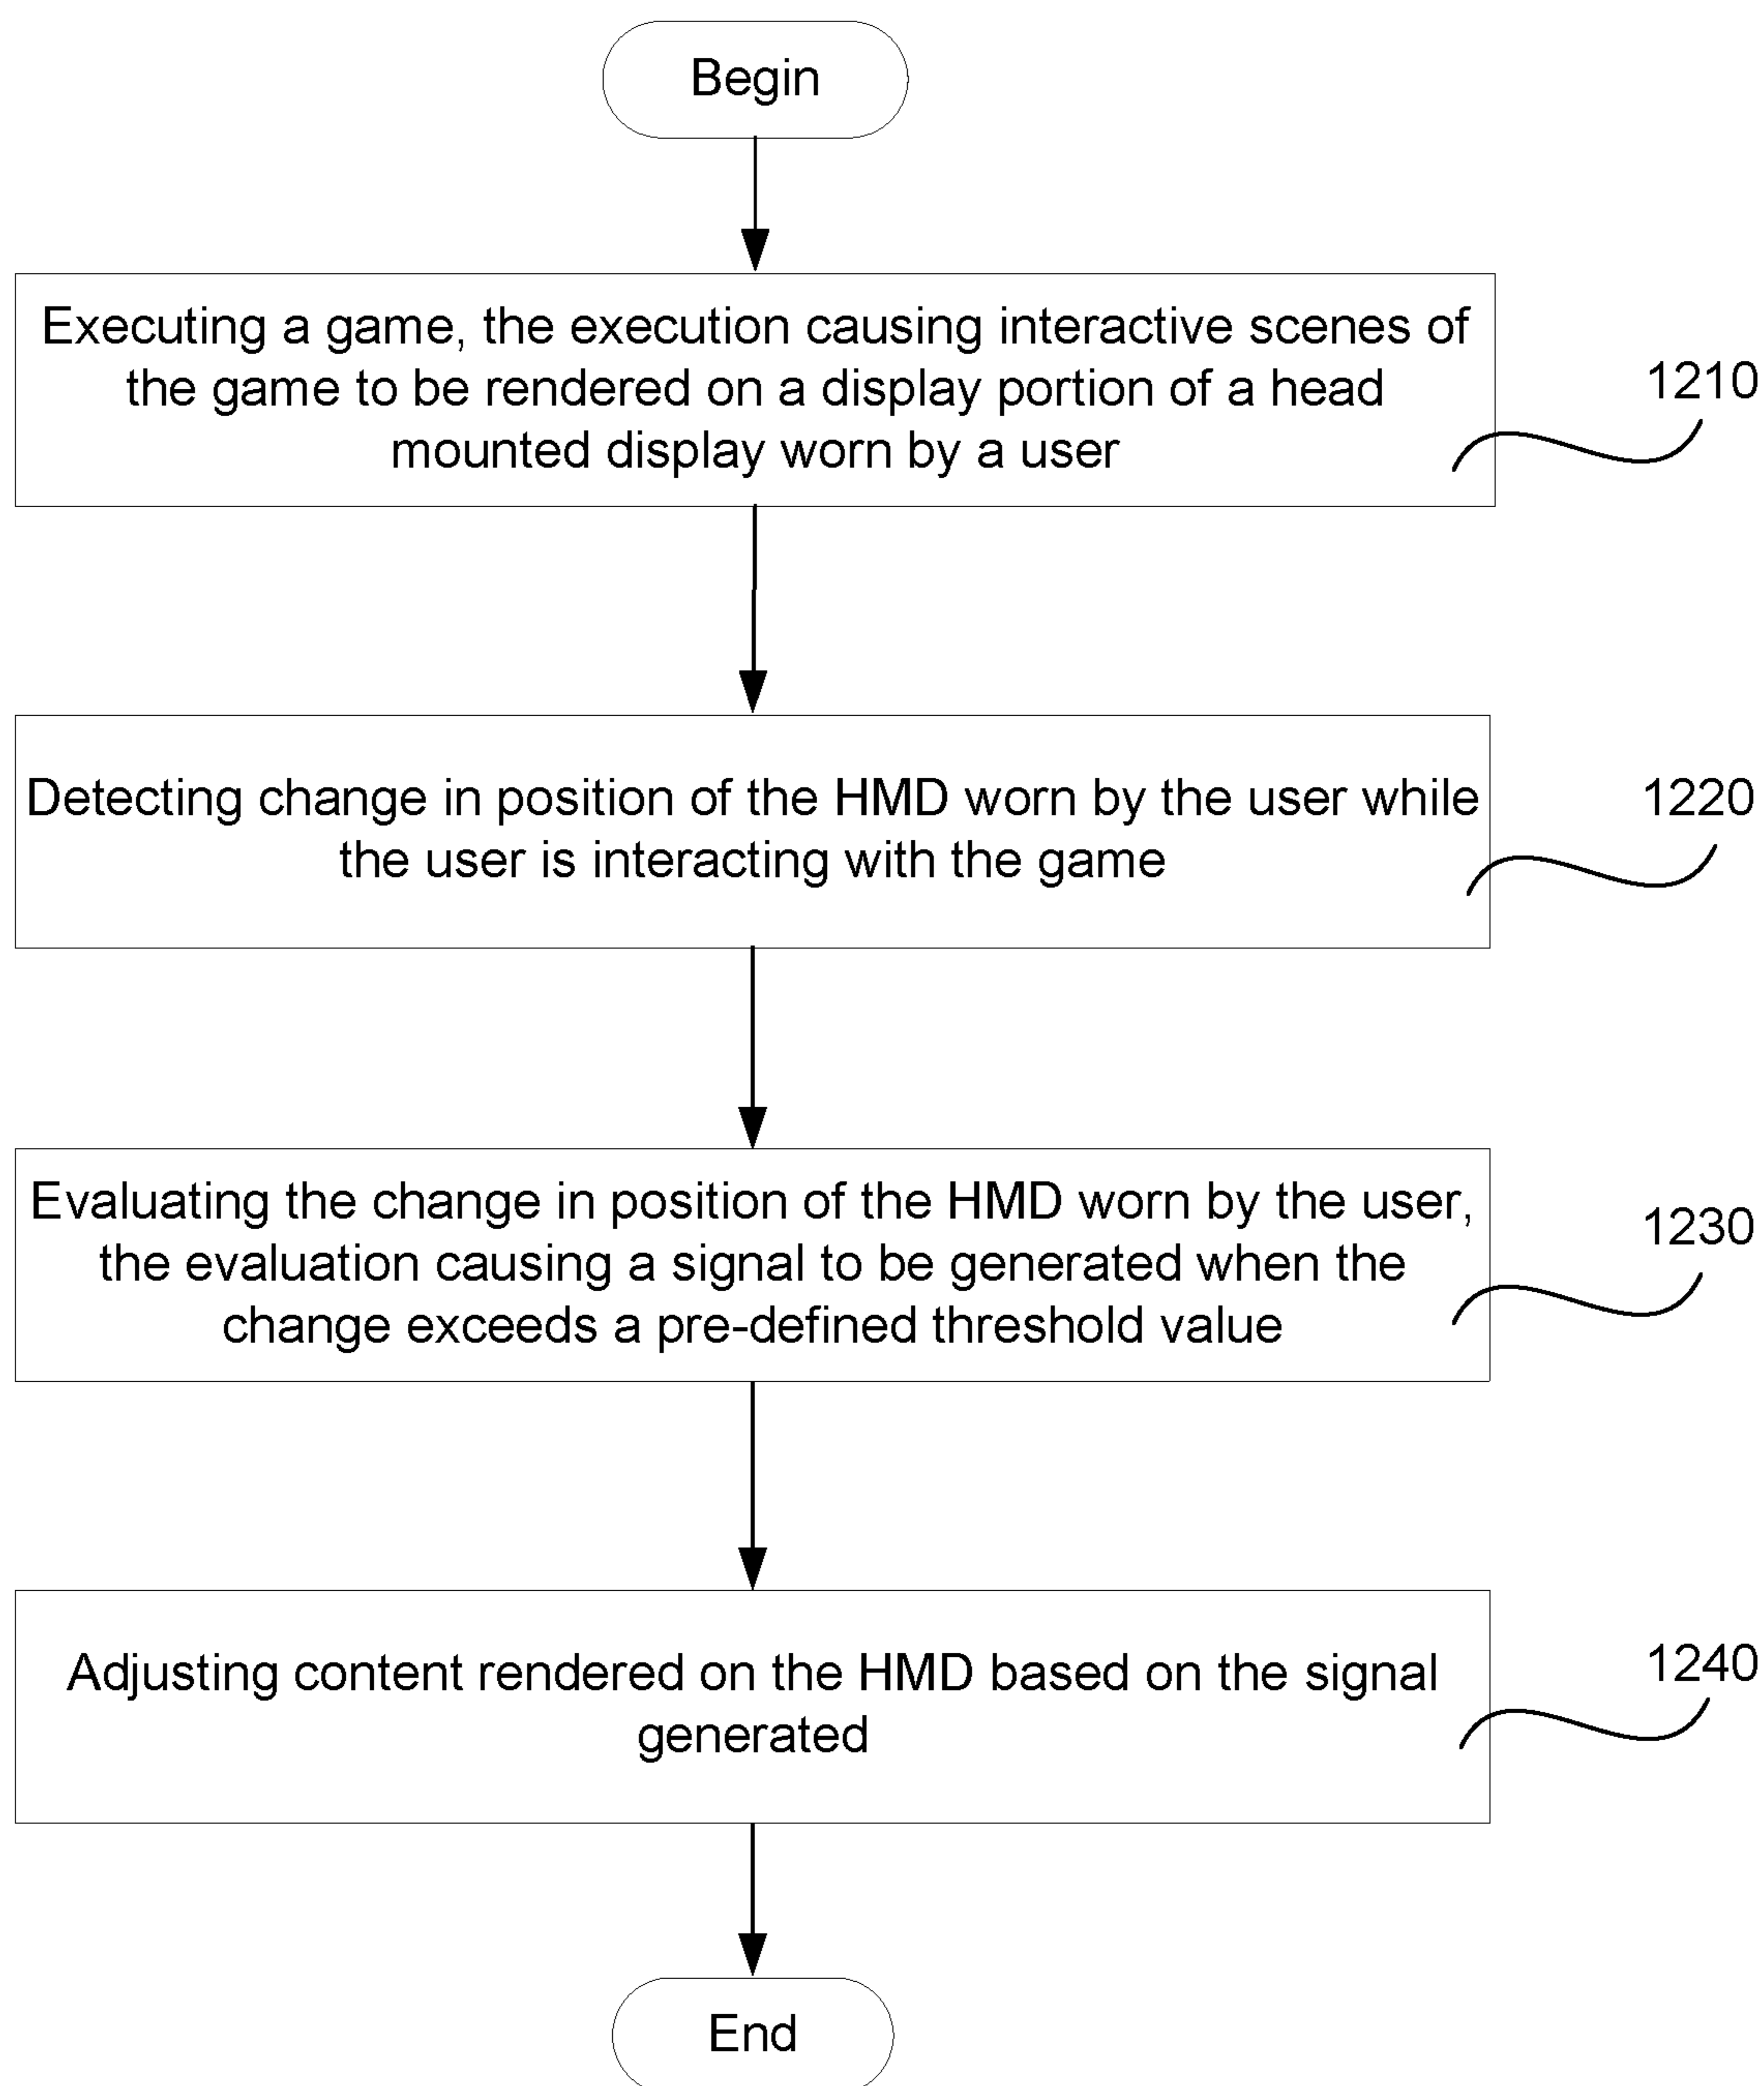 Begin
Executing a game, the execution causing interactive scenes of
the game to be rendered on a display portion of a head
mounted display worn by a user
1210
Detecting change in position of the HMD worn by the user while
the user is interacting with the game
1220
Evaluating the change in position of the HMD worn by the user,
the evaluation causing a signal to be generated when the
change exceeds a pre-defined threshold value
1230
Adjusting content rendered on the HMD based on the signal
generated
1240
End